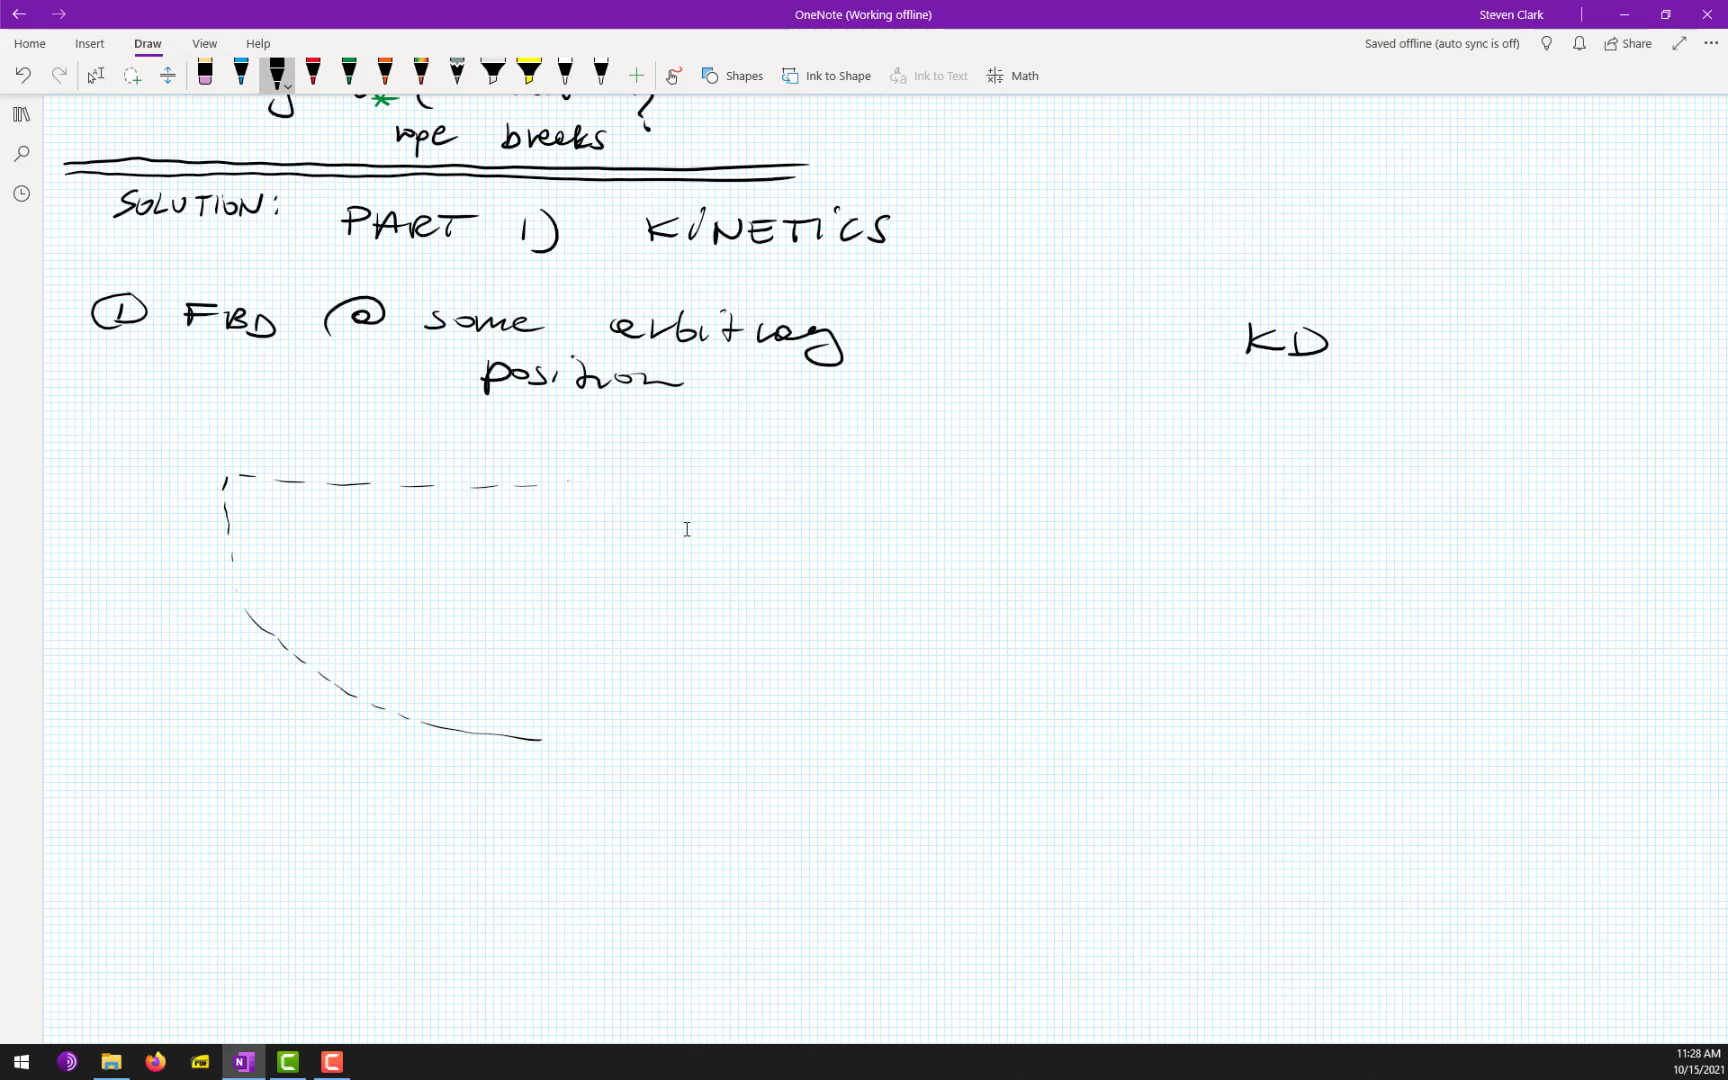 OneNote (Working offline)
Steven Clark
Home Insert Draw View Help
Saved offline (auto sync is off)
Share
Shapes
Ink to Shape
Ink to Text
Math
rope breaks ?
SOLUTION: PART 1) KINETICS
① FBD @ some arbitray
position
KD
11:28 AM
10/15/2021